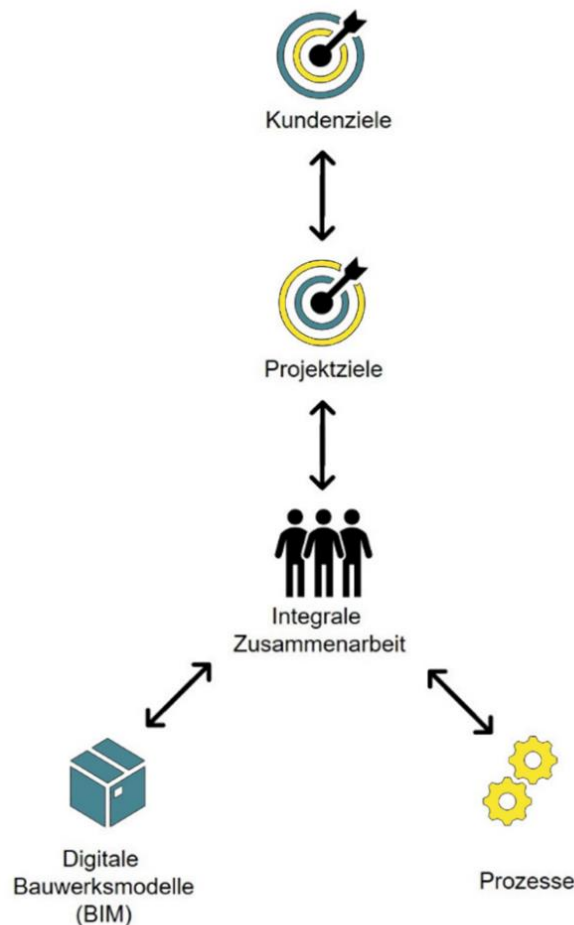 Kundenziele
Projektziele
Integrale
Zusammenarbeit
Digitale
Bauwerksmodelle
(BIM)
Prozesse